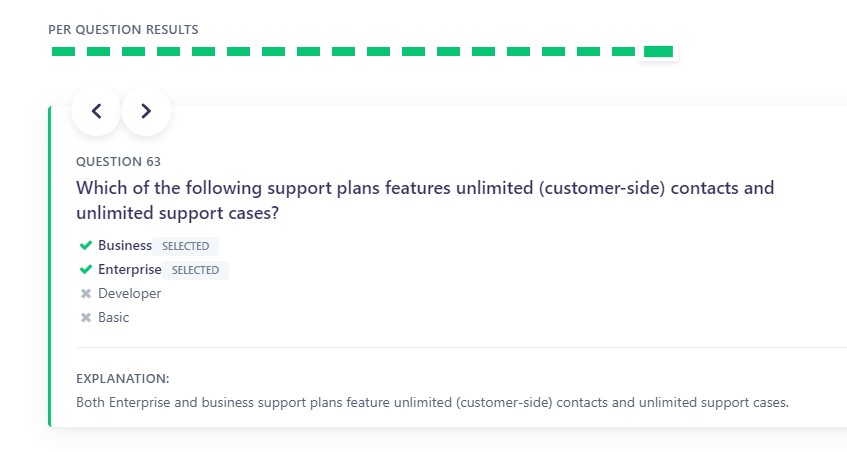 PER QUESTION RESULTS
QUESTION 63
Which of the following support plans features unlimited (customer-side) contacts and
unlimited support cases?
Business SELECTED
Enterprise SELECTED
Developer
Basic
EXPLANATION:
Both Enterprise and business support plans feature unlimited (customer-side) contacts and unlimited support cases.